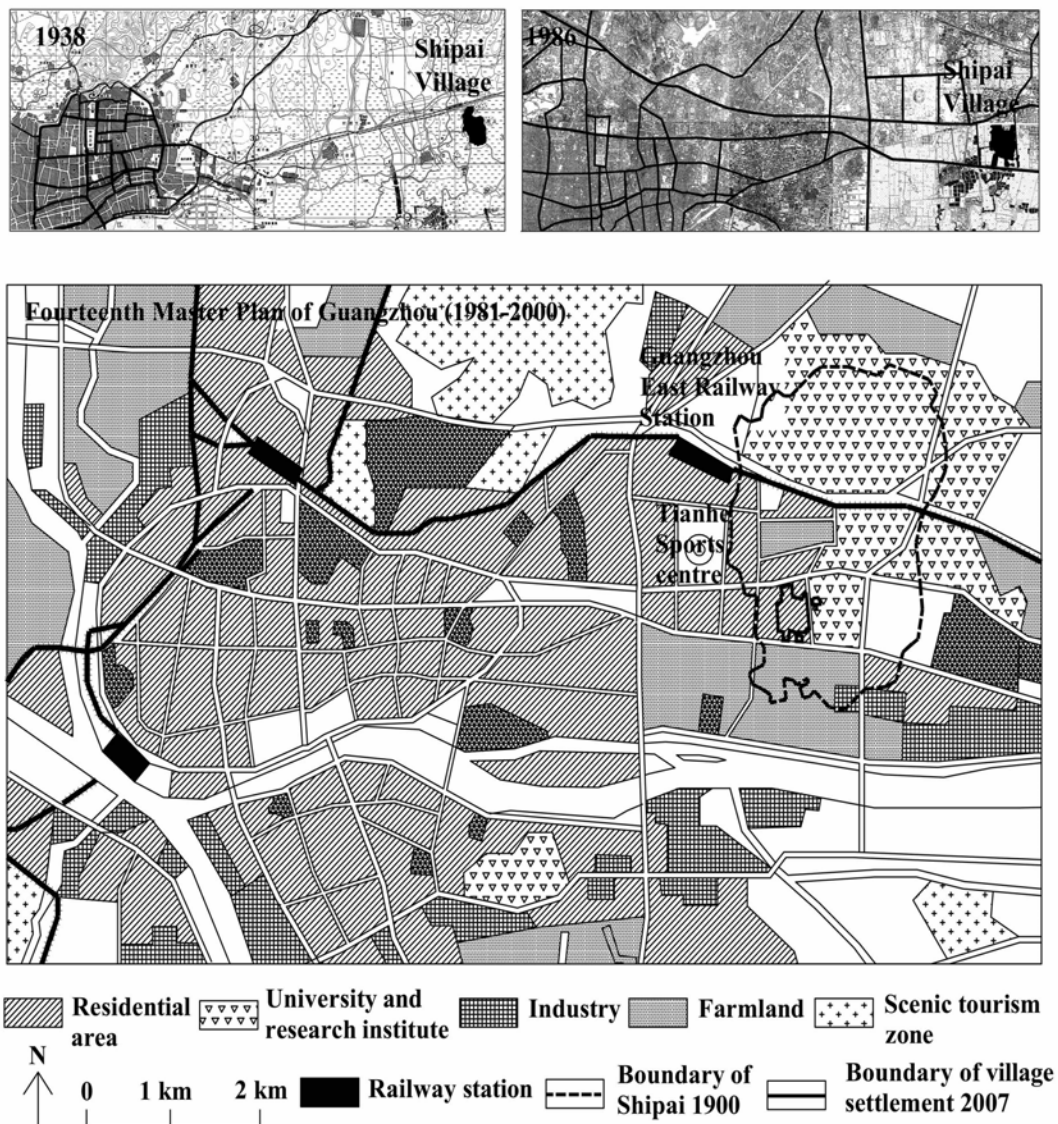 1938
Shipai
Village
1986
Shipai
Village
Fourteenth Master Plan of Guangzhou (1981-2000)
Guangzhou
East Railway
Station
Tianhe
Sports
centre
Residential
area
University and
research institute
Industry
Farmland
Scenic tourism
zone
N
0 1 km 2 km
Railway station
Boundary of
Shipai 1900
Boundary of village
settlement 2007